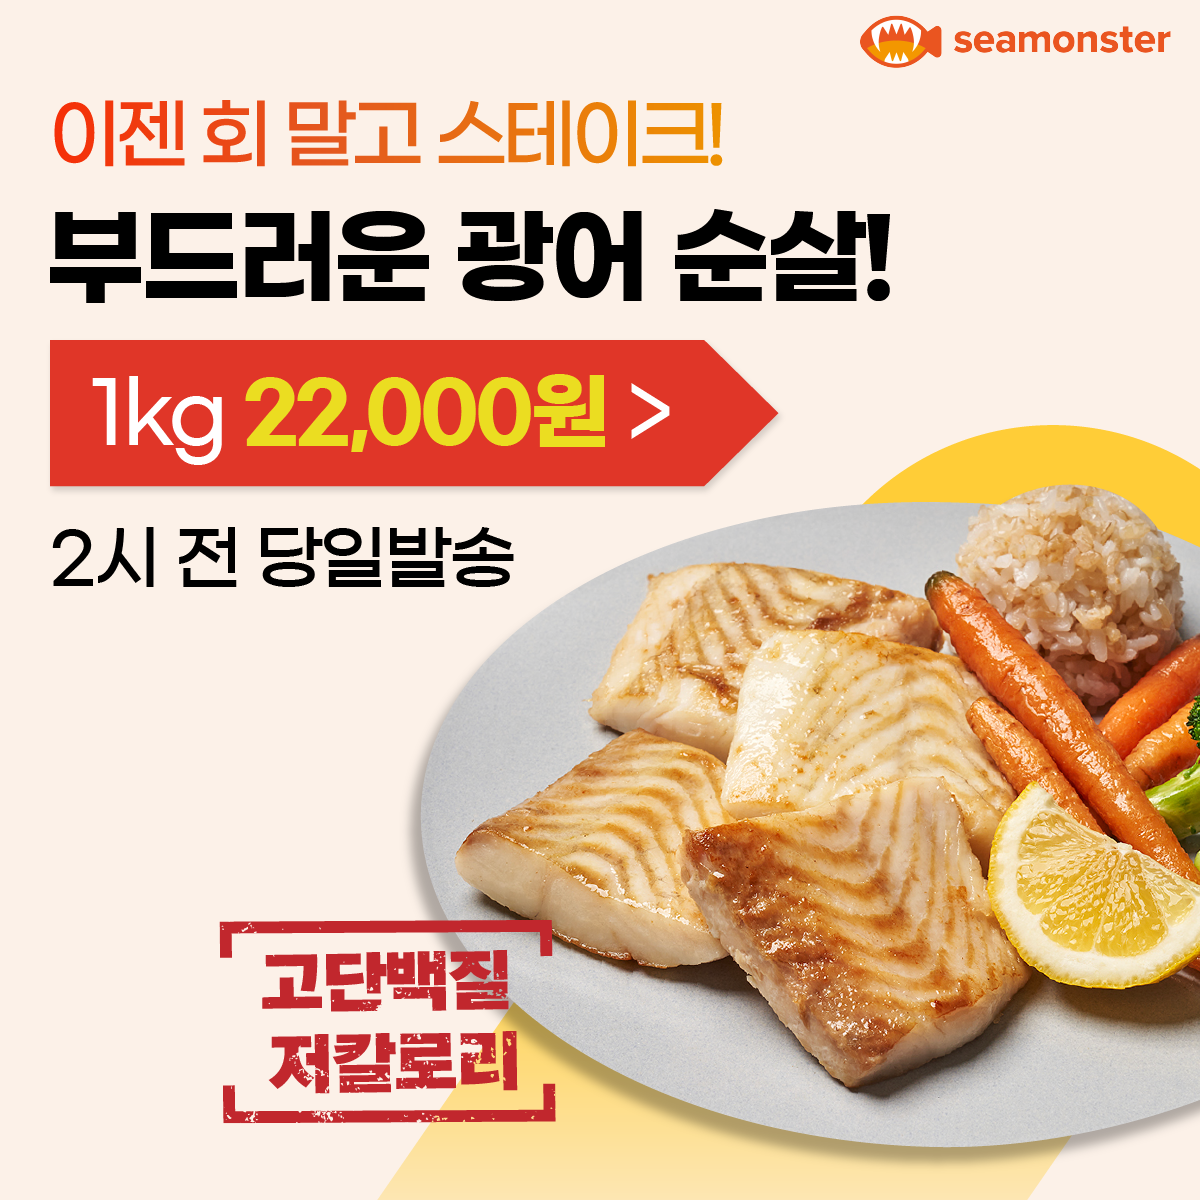 seamonster
이젠 회 말고 스테이크!
부드러운 광어 순살!
1kg 22,000원 >
2시 전 당일발송
고단백질
저칼로리